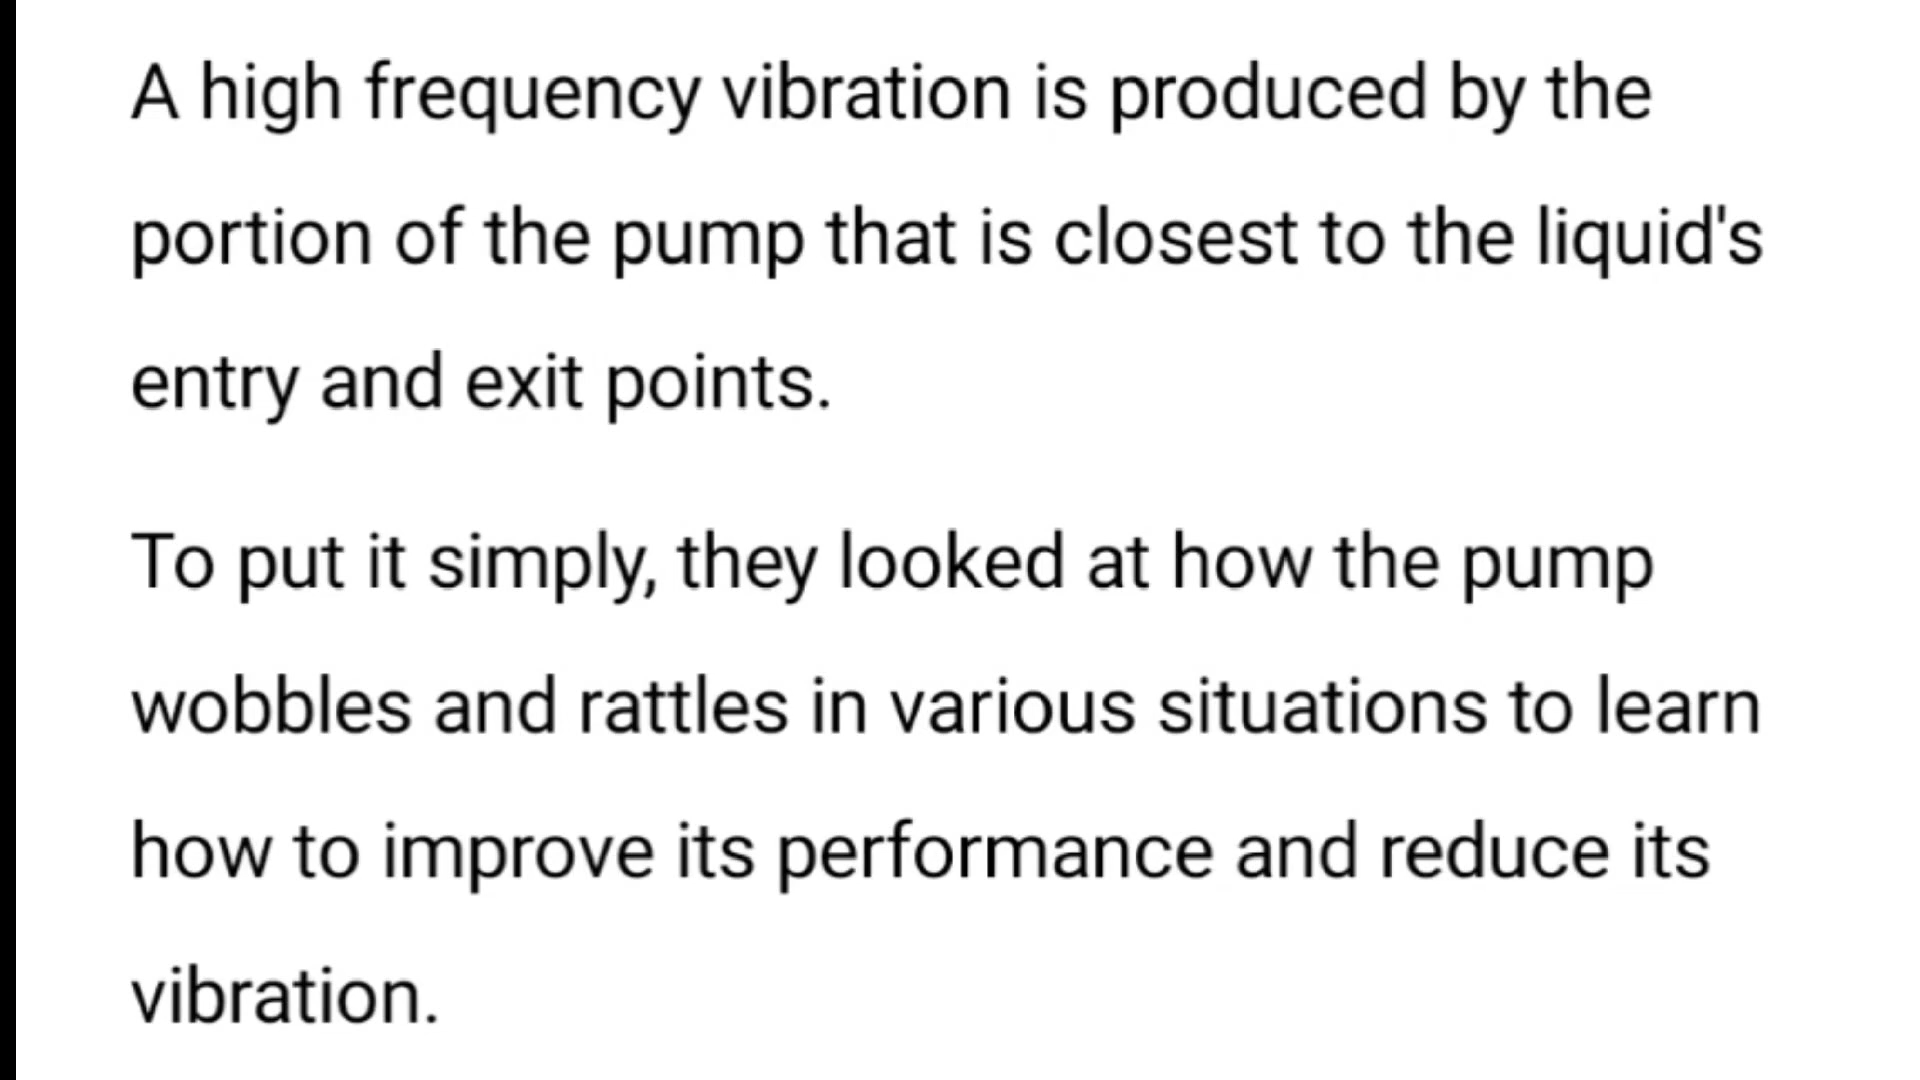 A high frequency vibration is produced by the
portion of the pump that is closest to the liquid's
entry and exit points.
To put it simply, they looked at how the pump
wobbles and rattles in various situations to learn
how to improve its performance and reduce its
vibration.